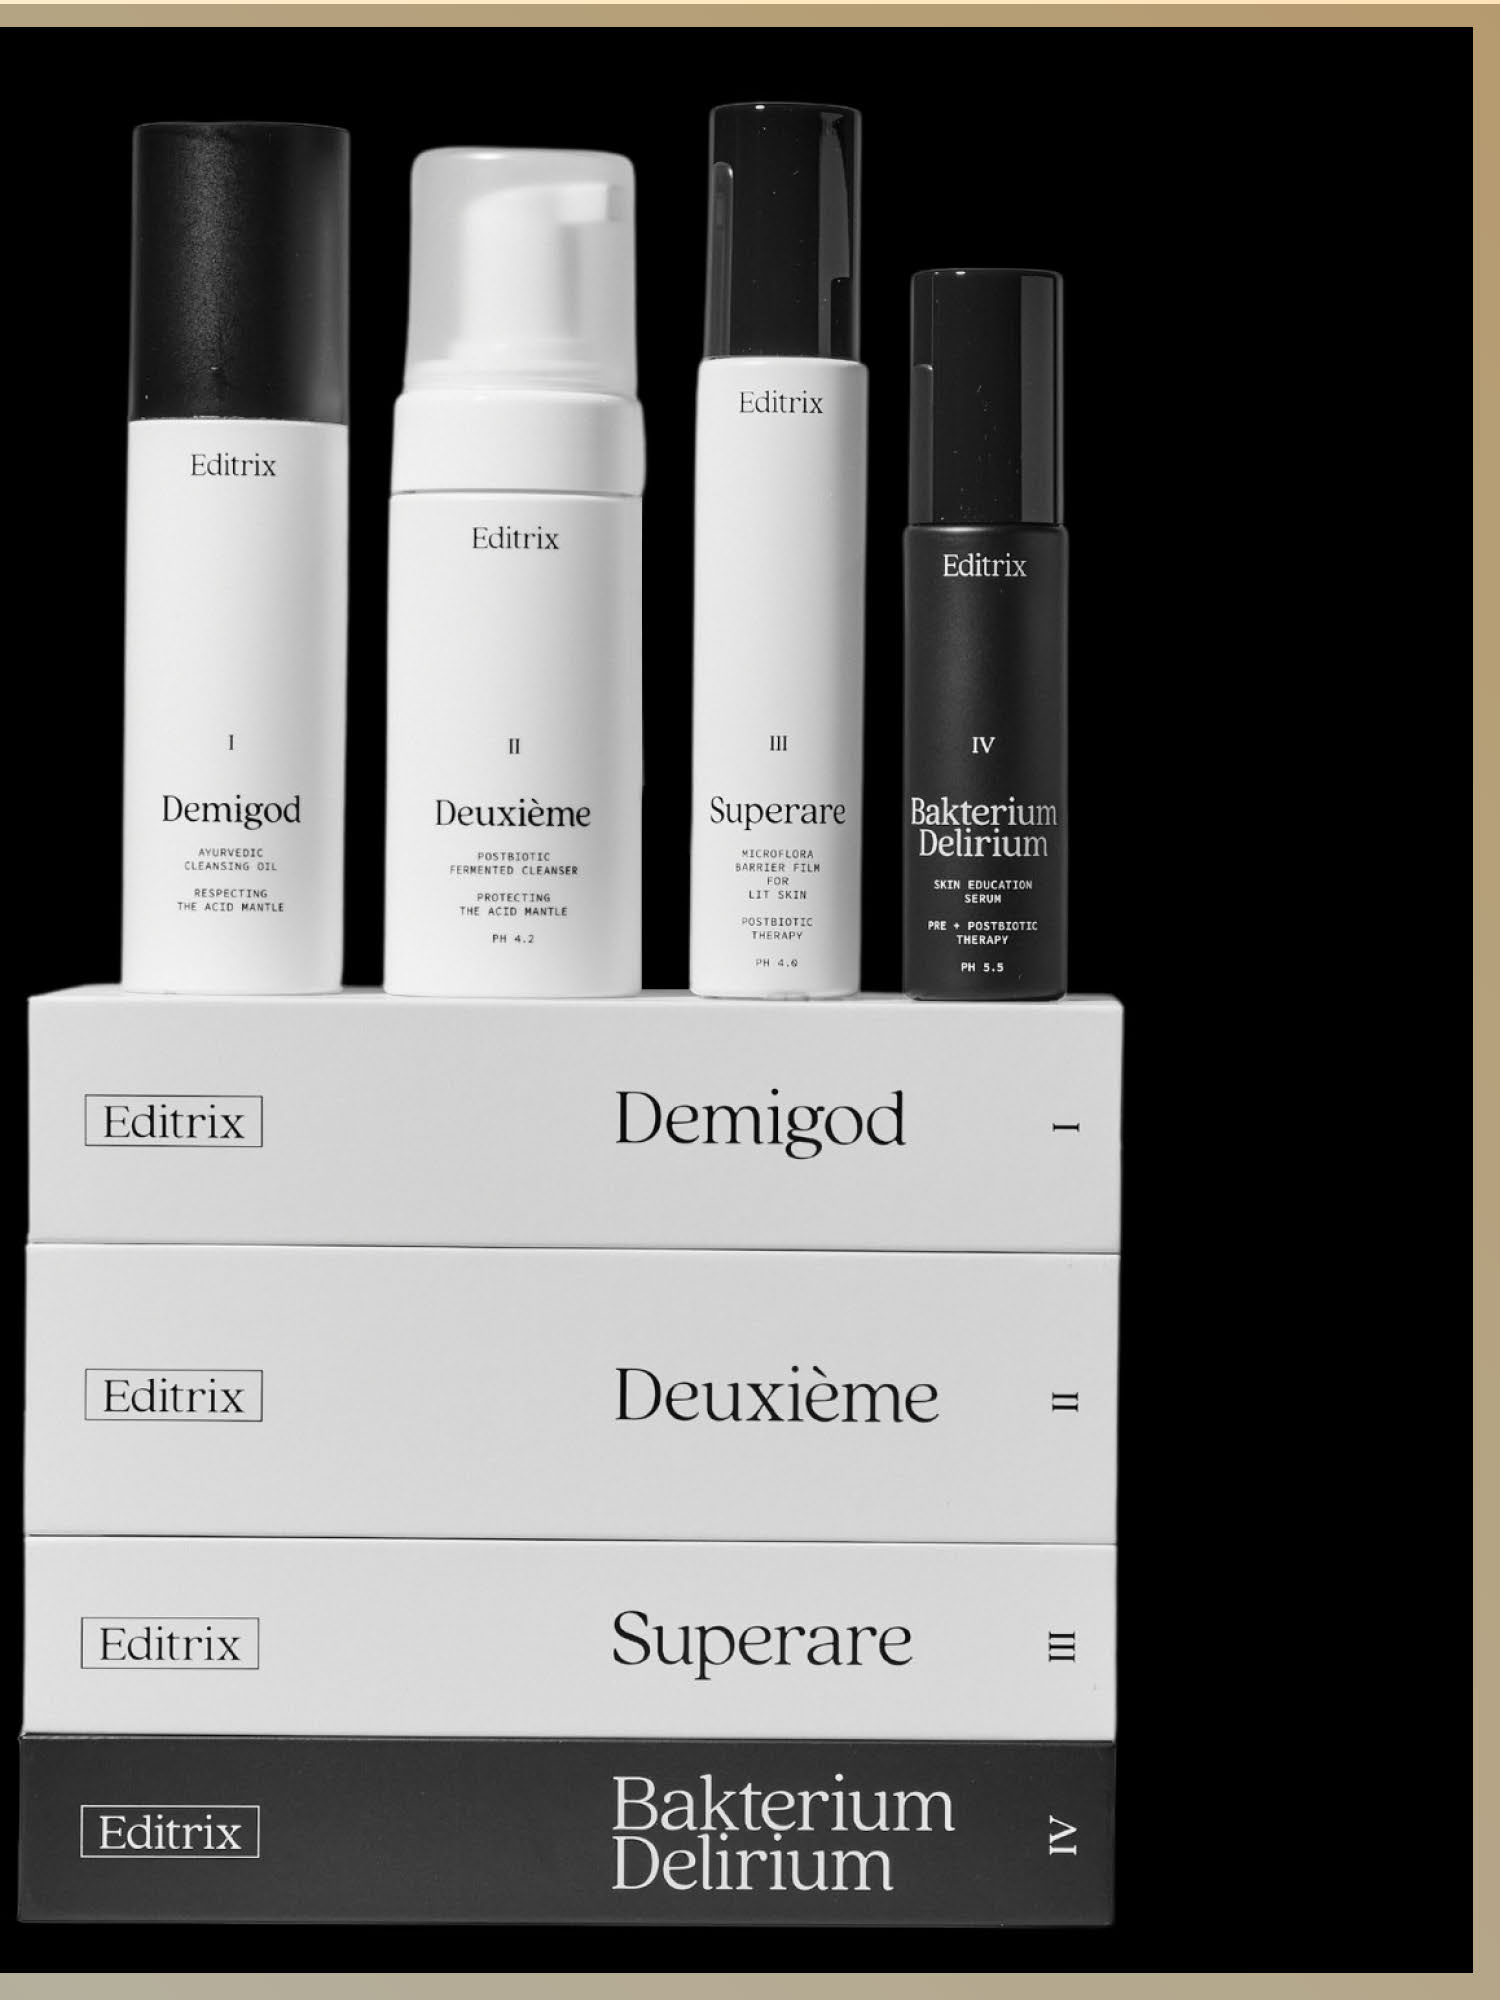 Editrix
I
Demigod
AYURVEDIC
CLEANSING OIL
RESPECTING
THE ACID MANTLE
Editrix
II
Deuxième
POSTBIOTIC
FERMENTED CLEANSER
PROTECTING
THE ACID MANTLE
PH 4.2
Editrix
III
Superare
MICROFLORA
BARRIER FILM
FOR
LIT SKIN
POSTBIOTIC
THERAPY
PH 4.0
Editrix
IV
Bakterium
Delirium
SKIN EDUCATION
SERUM
PRE + POSTBIOTIC
THERAPY
PH 5.5
Editrix Demigod I
Editrix Deuxième II
Editrix Superare III
Editrix Bakterium IV
Delirium